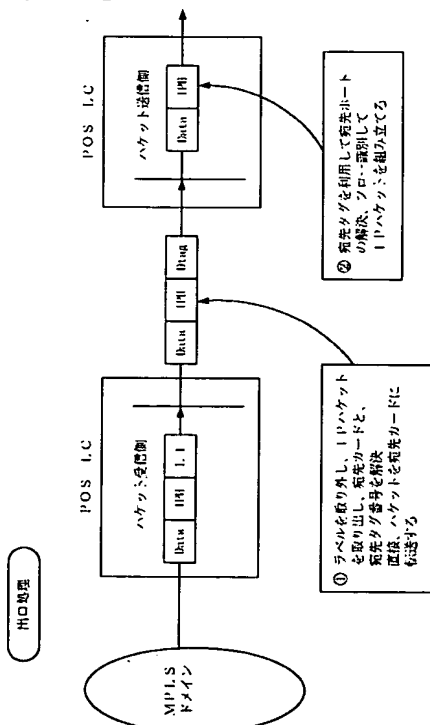 出口処理
MPLS
ドメイン
POS LC
パケット受信側
Data
IPH
L1
Data
IPH
Dtag
POS LC
パケット送信側
Data
IPH
① ラベルを取り外し、IPパケット
を取り出し、宛先カードと、
宛先タグ番号を解決
直接、パケットを宛先カードに
伝送する
② 宛先タグを利用して宛先ポート
の解決、フロー識別して
IPパケットを組み立てる